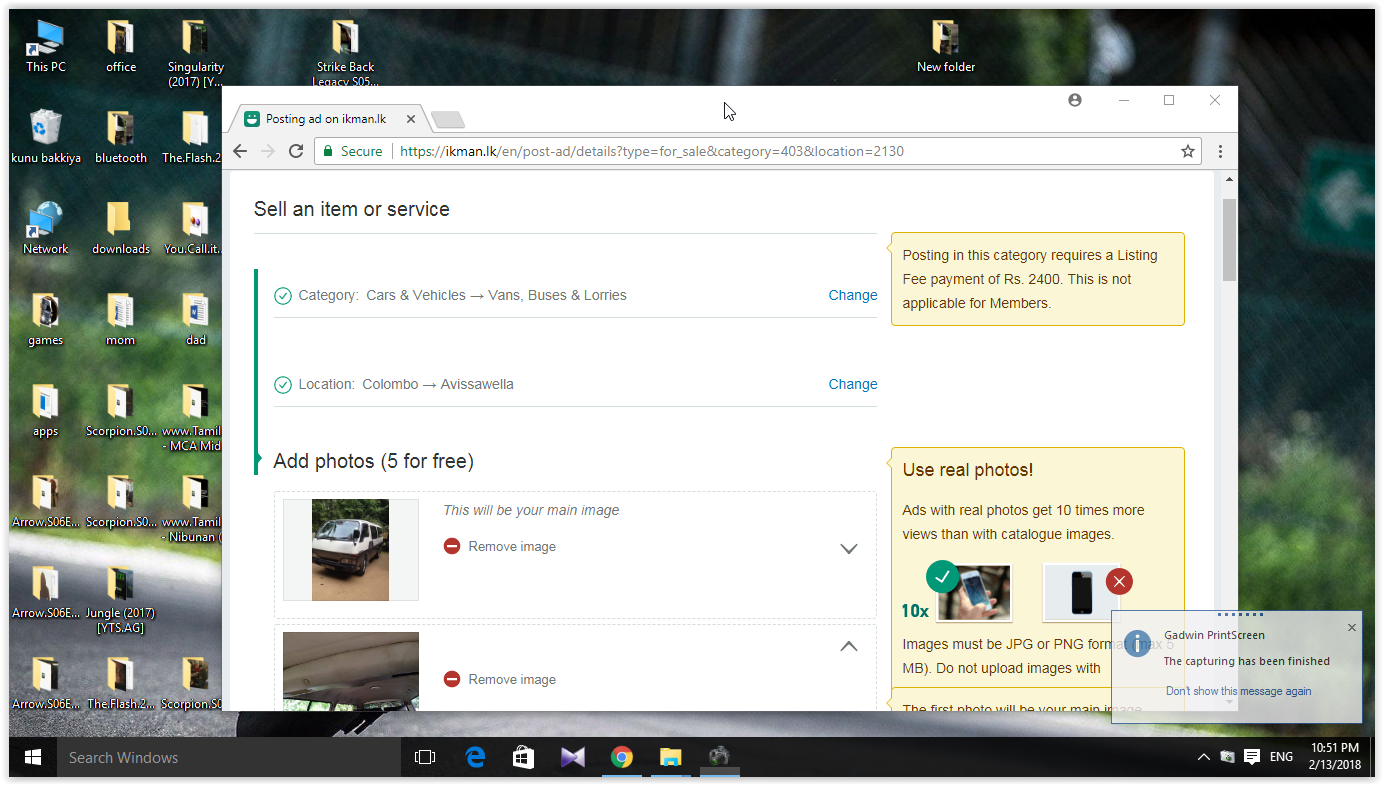 This PC
office
Singularity
(2017) [Y...
Strike Back
Legacy S05...
New folder
Posting ad on ikman.lk
kunu bakkiya
bluetooth
The.Flash.2
Secure
https://ikman.lk/en/post-ad/details?type=for_sale&category=403&location=2130
Sell an item or service
Network
downloads
You.Call.it..
Posting in this category requires a Listing
Fee payment of Rs. 2400. This is not
applicable for Members.
Category: Cars & Vehicles → Vans, Buses & Lorries
Change
games
mom
dad
Location: Colombo → Avissawella
Change
apps
Scorpion.S0...
www.Tamil
- MCA Mid
Add photos (5 for free)
Use real photos!
This will be your main image
Remove image
Ads with real photos get 10 times more
views than with catalogue images.
Arrow.S06E...
Scorpion.S0...
www.Tamil
- Nibunan (
10x
Arrow.S06E...
Jungle (2017)
[YTS.AG]
Images must be JPG or PNG format (max 5
MB). Do not upload images with
Remove image
Gadwin PrintScreen
The capturing has been finished
Don't show this message again
Arrow.S06E...
The.Flash.2...
Scorpion.S0
The first photo will be your main image
Search Windows
ENG
10:51 PM
2/13/2018